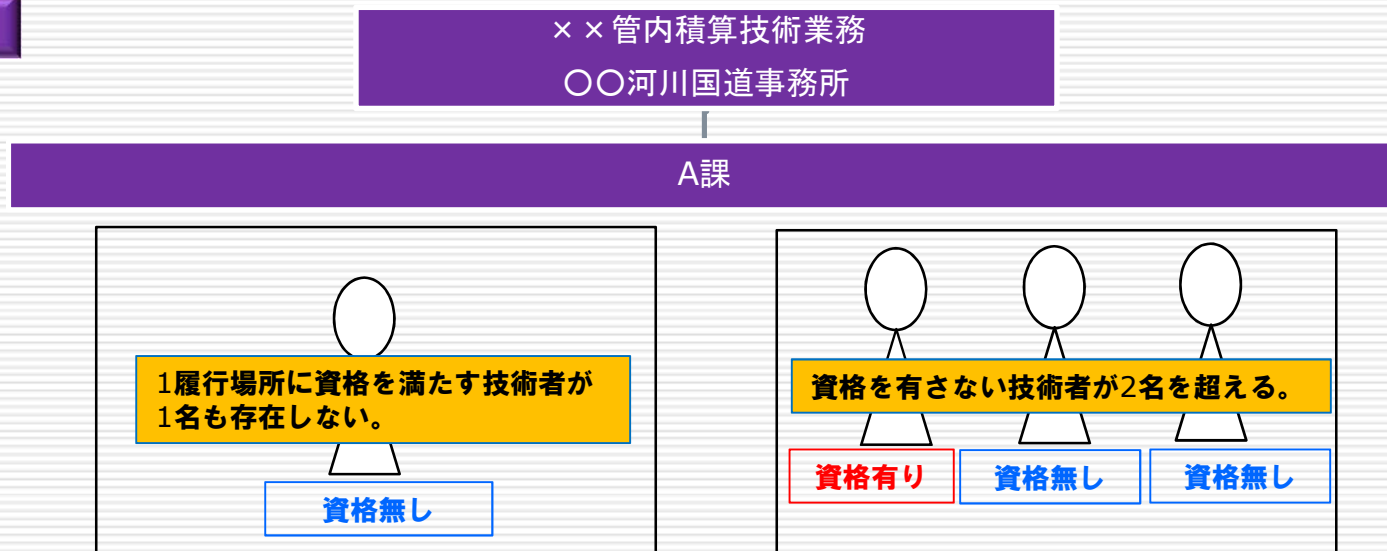 ××管内積算技術業務
〇〇河川国道事務所
A課
1履行場所に資格を満たす技術者が
1名も存在しない。
資格無し
資格を有さない技術者が2名を超える。
資格有り
資格無し
資格無し